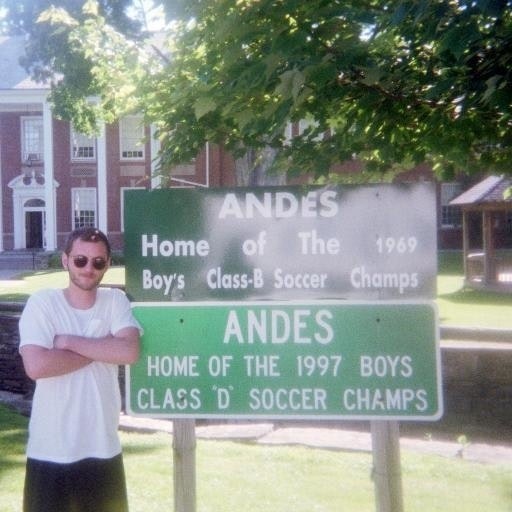 ANDES
Home of The 1969
Boy's Class-B Soccer Champs
ANDES
HOME OF THE 1997 BOYS
CLASS "D" SOCCER CHAMPS